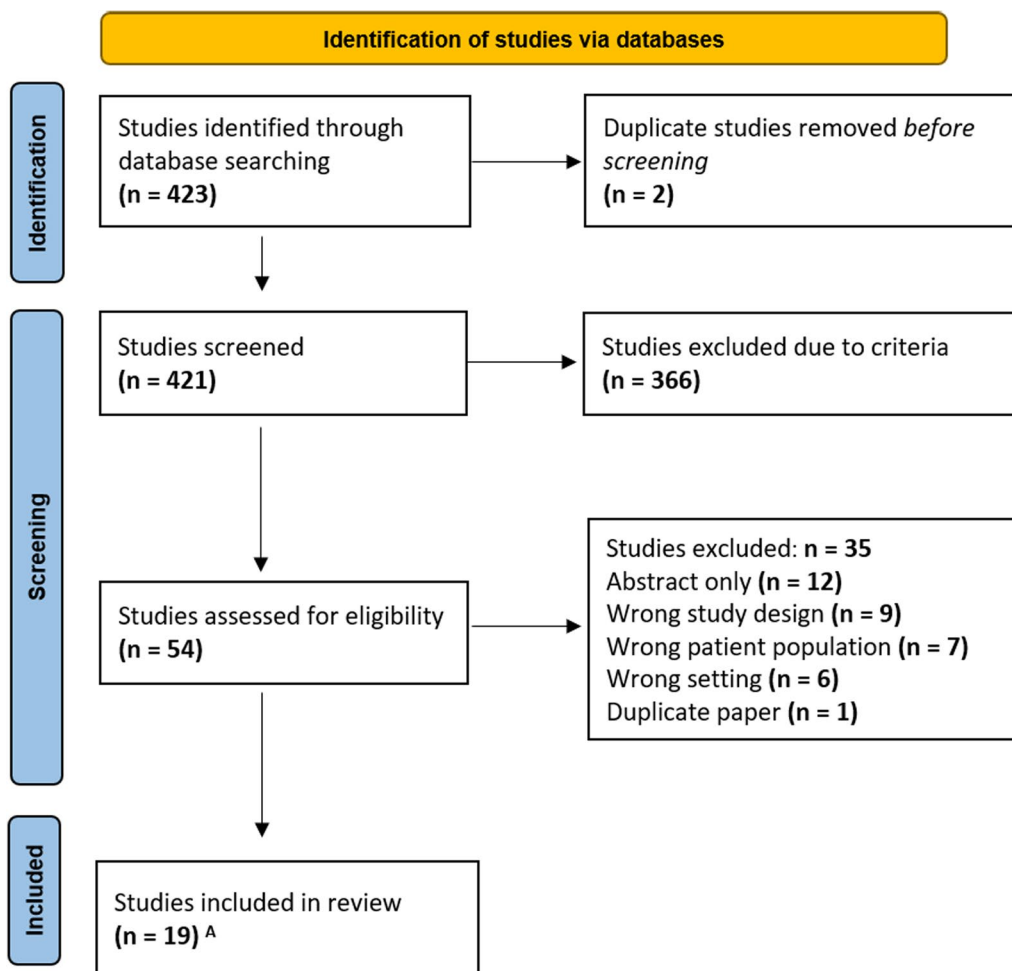 Identification of studies via databases
Identification
Studies identified through
database searching
(n = 423)
Duplicate studies removed before
screening
(n = 2)
Screening
Studies screened
(n = 421)
Studies excluded due to criteria
(n = 366)
Studies assessed for eligibility
(n = 54)
Studies excluded: n = 35
Abstract only (n = 12)
Wrong study design (n = 9)
Wrong patient population (n = 7)
Wrong setting (n = 6)
Duplicate paper (n = 1)
Included
Studies included in review
(n = 19) A